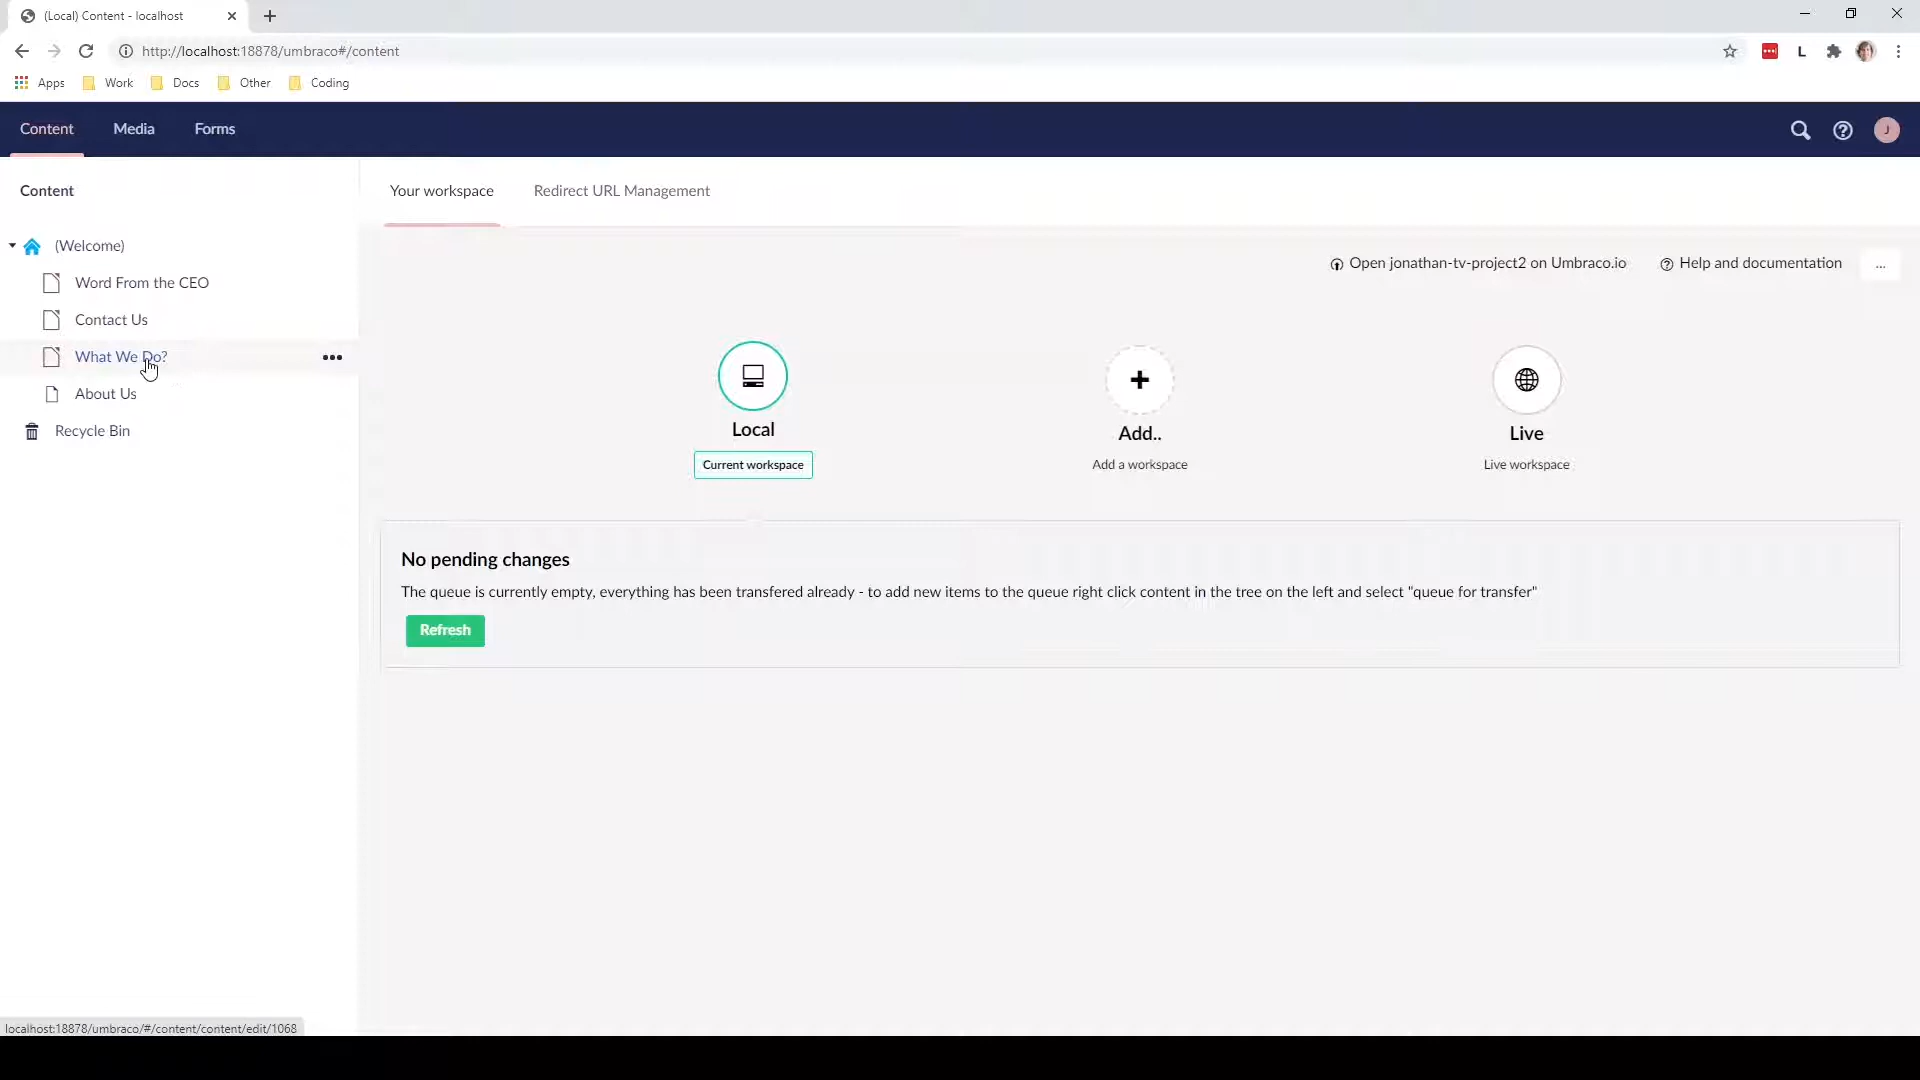 (Local) Content - localhost
http://localhost:18878/umbraco#/content
L
Apps Work Docs Other Coding
Content Media Forms
J
Content
Your workspace Redirect URL Management
(Welcome)
Word From the CEO
Contact Us
What We Do?
About Us
Recycle Bin
Open jonathan-tv-project2 on Umbraco.io Help and documentation ...
Local
Current workspace
Add..
Add a workspace
Live
Live workspace
No pending changes
The queue is currently empty, everything has been transfered already - to add new items to the queue right click content in the tree on the left and select "queue for transfer"
Refresh
localhost:18878/umbraco/#/content/content/edit/1068